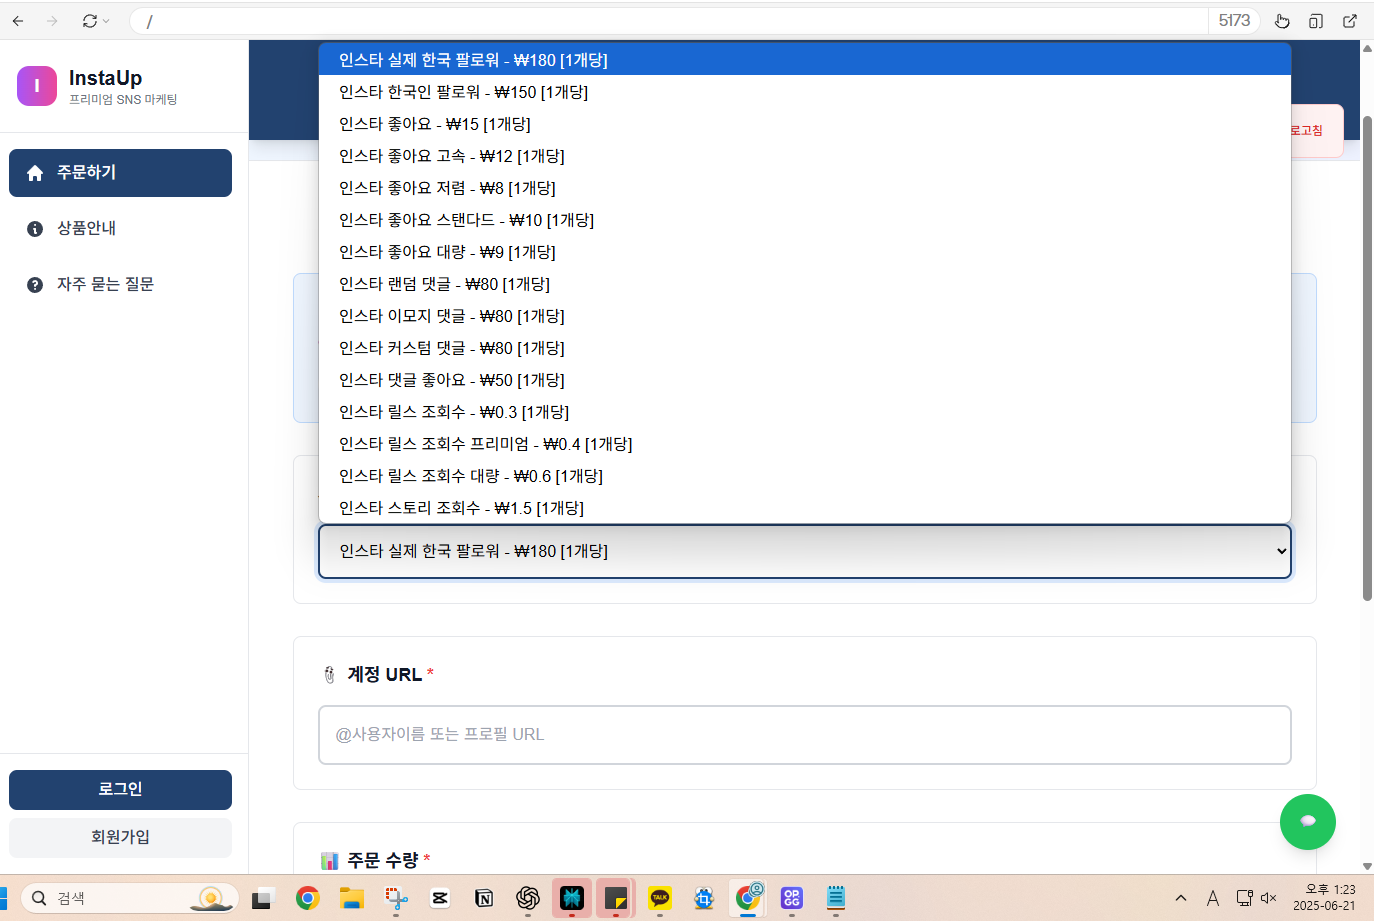 /
5173
I
InstaUp
프리미엄 SNS 마케팅
주문하기
상품안내
자주 묻는 질문
로그인
회원가입
로고침
인스타 실제 한국 팔로워 - ₩180 [1개당]
인스타 한국인 팔로워 - ₩150 [1개당]
인스타 좋아요 - ₩15 [1개당]
인스타 좋아요 고속 - ₩12 [1개당]
인스타 좋아요 저렴 - ₩8 [1개당]
인스타 좋아요 스탠다드 - ₩10 [1개당]
인스타 좋아요 대량 - ₩9 [1개당]
인스타 랜덤 댓글 - ₩80 [1개당]
인스타 이모지 댓글 - ₩80 [1개당]
인스타 커스텀 댓글 - ₩80 [1개당]
인스타 댓글 좋아요 - ₩50 [1개당]
인스타 릴스 조회수 - ₩0.3 [1개당]
인스타 릴스 조회수 프리미엄 - ₩0.4 [1개당]
인스타 릴스 조회수 대량 - ₩0.6 [1개당]
인스타 스토리 조회수 - ₩1.5 [1개당]
인스타 실제 한국 팔로워 - ₩180 [1개당]
계정 URL *
@사용자이름 또는 프로필 URL
주문 수량 *
검색
TALK
OP.GG
A
오후 1:23
2025-06-21